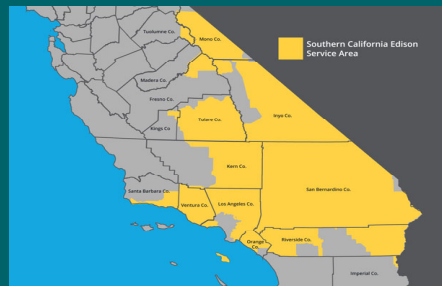 Tuolumne Co.
Mono Co.
Southern California Edison
Service Area
Madera Co.
Fresno Co.
Inyo Co.
Tulare Co.
Kings Co.
Kern Co.
San Bernardino Co.
Santa Barbara Co.
Ventura Co.
Los Angeles Co.
Orange
Co.
Riverside Co.
Imperial Co.